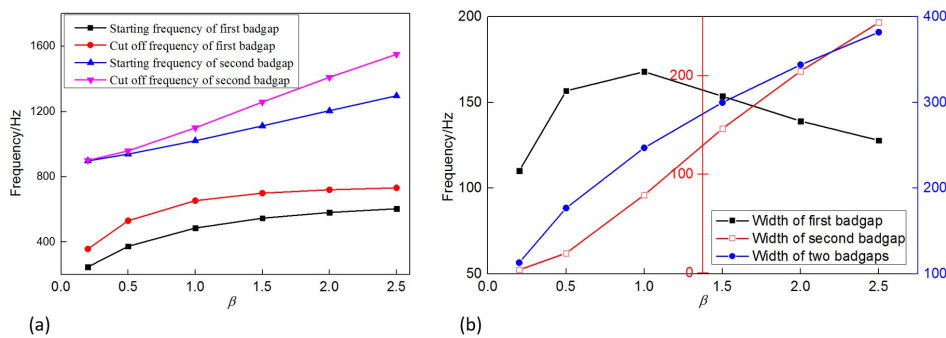 Starting frequency of first badgap
Cut off frequency of first badgap
Starting frequency of second badgap
Cut off frequency of second badgap
1600
1200
800
400
Frequency/Hz
0.0 0.5 1.0 1.5 2.0 2.5
β
(a)
200
150
100
50
Frequency/Hz
200
100
0
400
300
200
100
Width of first badgap
Width of second badgap
Width of two badgaps
0.0 0.5 1.0 1.5 2.0 2.5
β
(b)